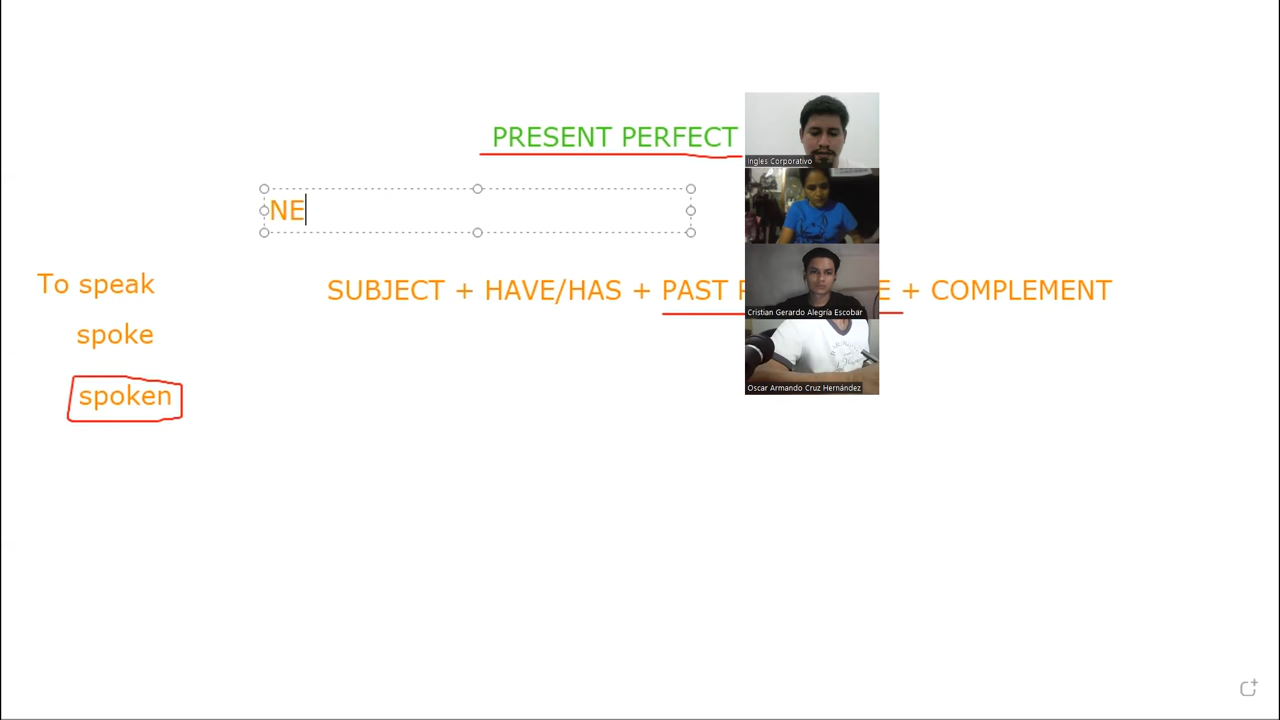 PRESENT PERFECT
Ingles Corporativo
NE
To speak
SUBJECT + HAVE/HAS + PAST P E + COMPLEMENT
Cristian Gerardo Alegría Escobar
spoke
Oscar Armando Cruz Hernández
spoken